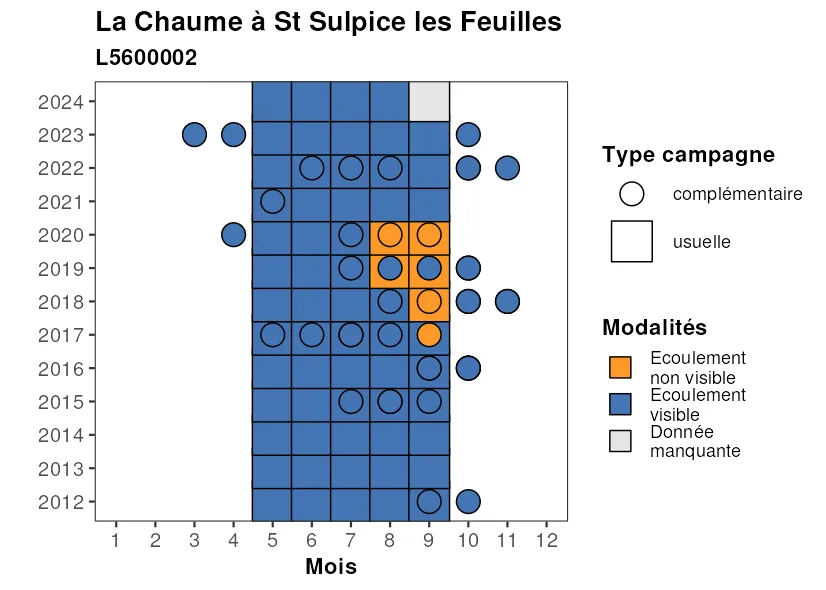 La Chaume à St Sulpice les Feuilles
L5600002
2024
2023
2022
2021
2020
2019
2018
2017
2016
2015
2014
2013
2012
1 2 3 4 5 6 7 8 9 10 11 12
Mois
Type campagne
complémentaire
usuelle
Modalités
Ecoulement
non visible
Ecoulement
visible
Donnée
manquante